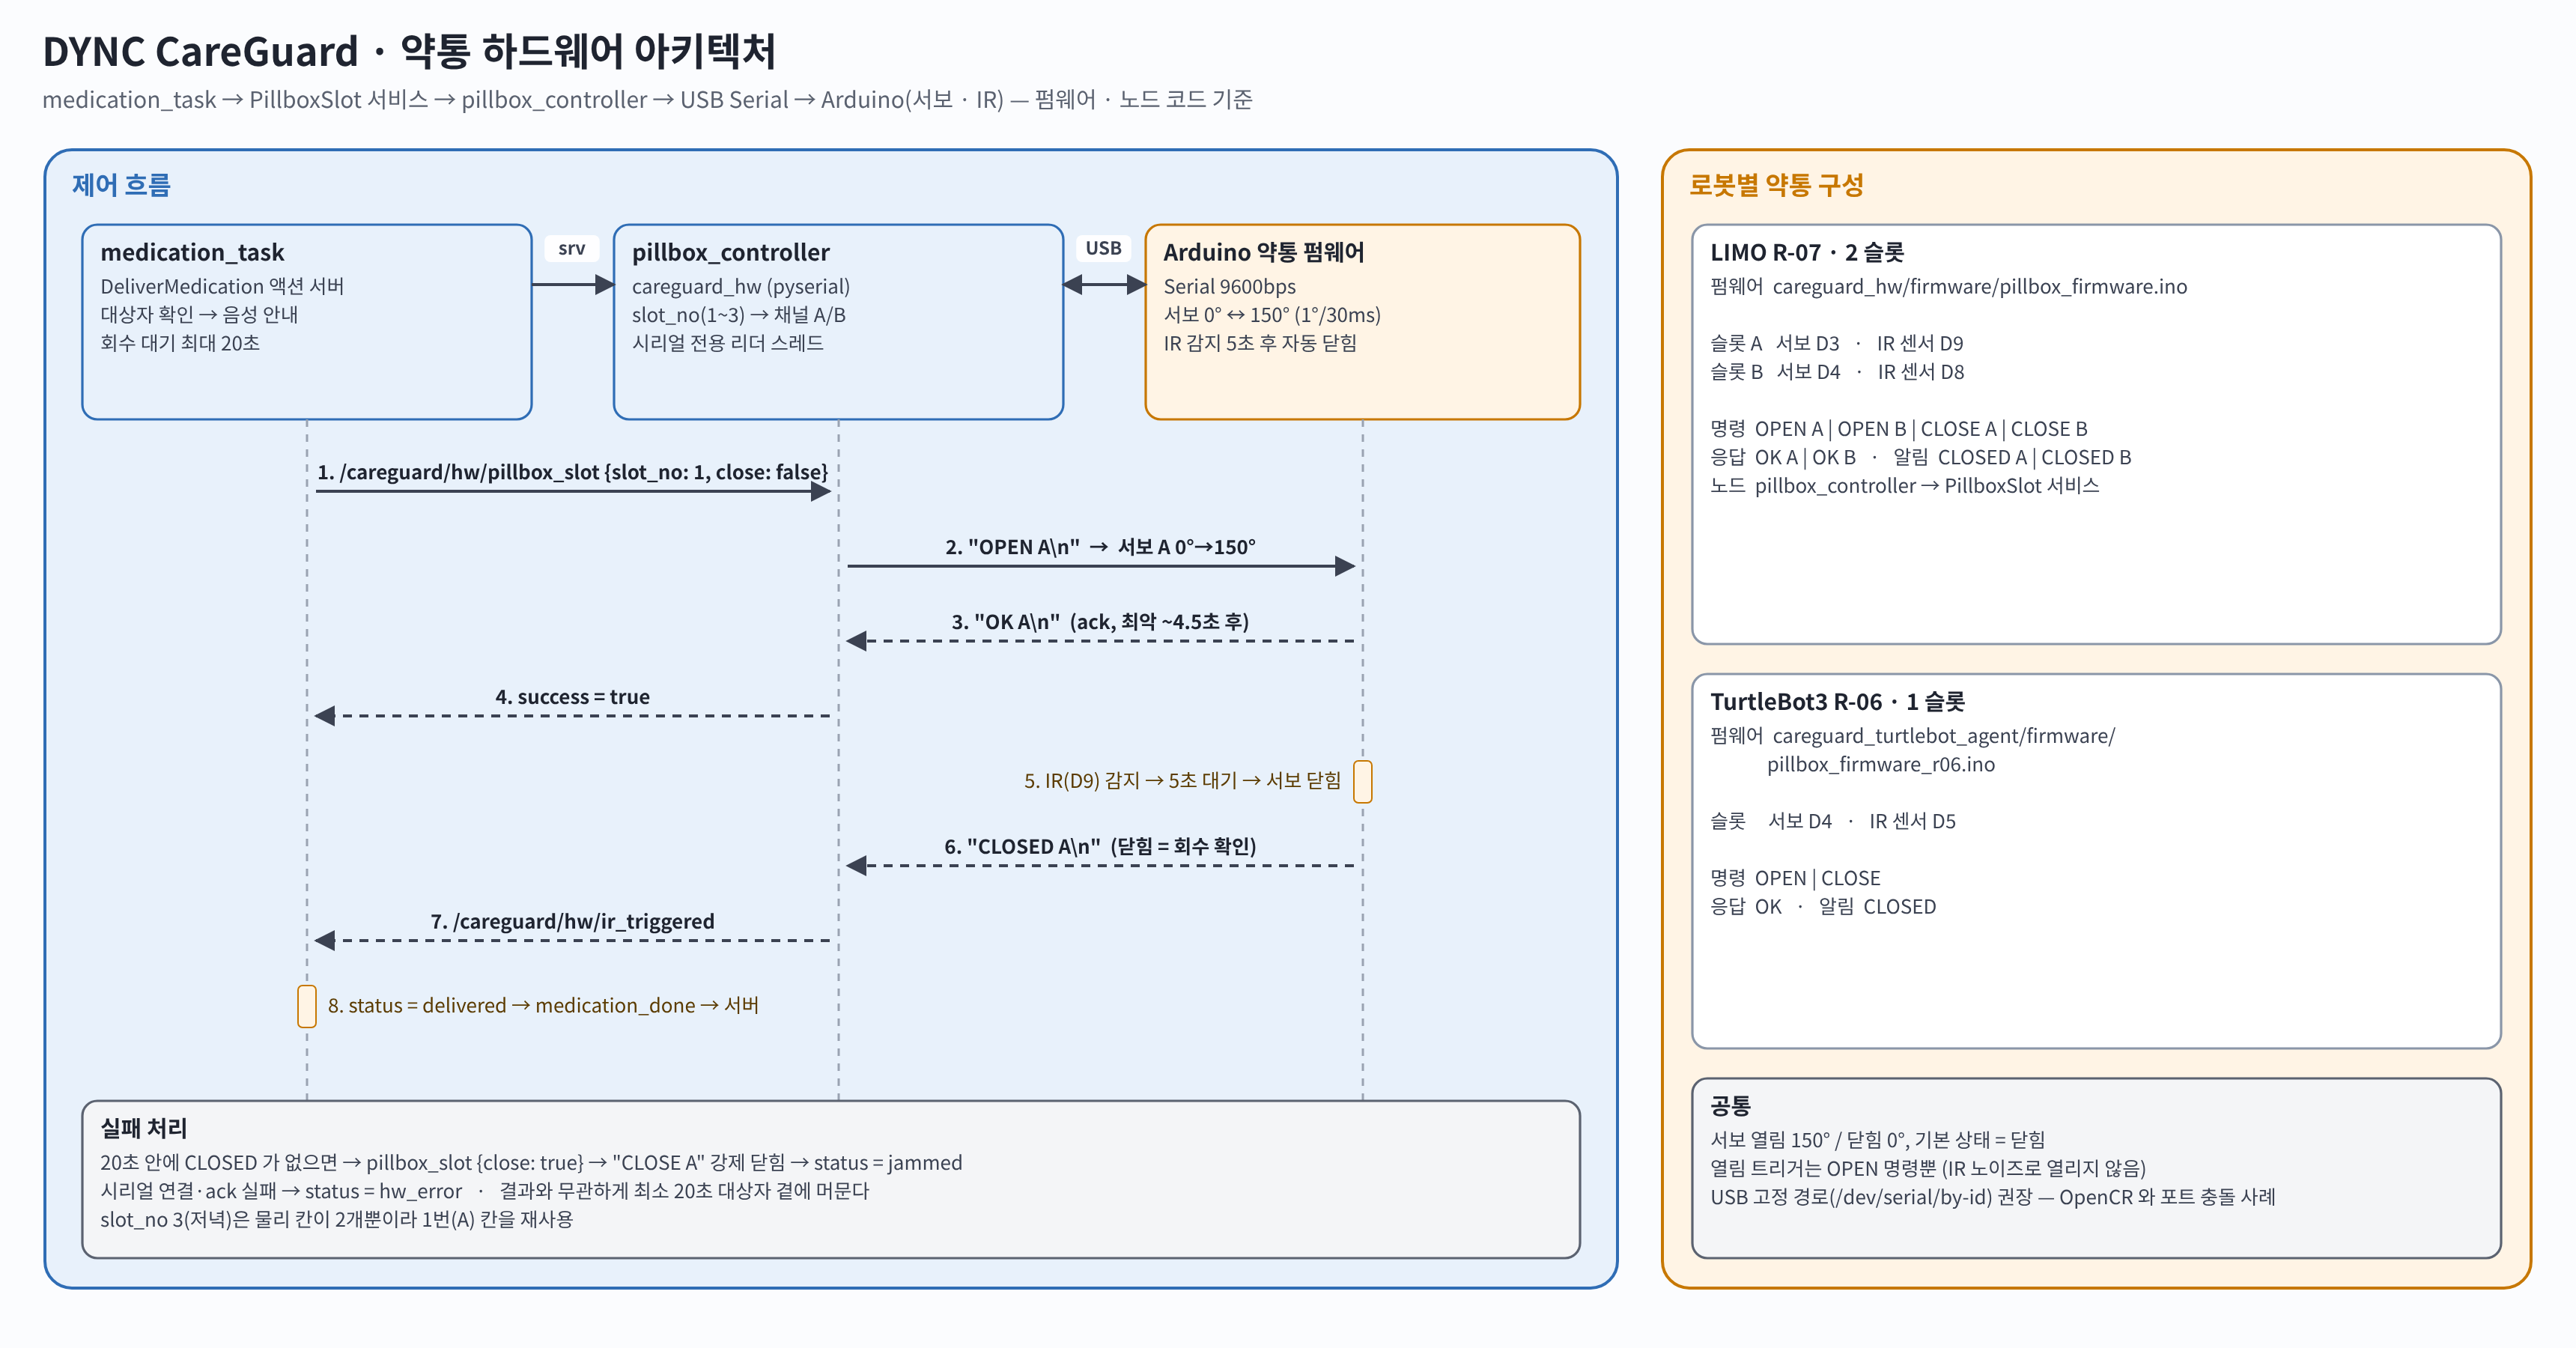 DYNC CareGuard · 약통 하드웨어 아키텍처
medication_task → PillboxSlot 서비스 → pillbox_controller → USB Serial → Arduino(서보 · IR) — 펌웨어 · 노드 코드 기준
제어 흐름
medication_task
DeliverMedication 액션 서버
대상자 확인 → 음성 안내
회수 대기 최대 20초
srv
pillbox_controller
careguard_hw (pyserial)
slot_no(1~3) → 채널 A/B
시리얼 전용 리더 스레드
USB
Arduino 약통 펌웨어
Serial 9600bps
서보 0° ↔ 150° (1°/30ms)
IR 감지 5초 후 자동 닫힘
1. /careguard/hw/pillbox_slot {slot_no: 1, close: false}
2. "OPEN A\n" → 서보 A 0°→150°
3. "OK A\n" (ack, 최악 ~4.5초 후)
4. success = true
5. IR(D9) 감지 → 5초 대기 → 서보 닫힘
6. "CLOSED A\n" (닫힘 = 회수 확인)
7. /careguard/hw/ir_triggered
8. status = delivered → medication_done → 서버
실패 처리
20초 안에 CLOSED 가 없으면 → pillbox_slot {close: true} → "CLOSE A" 강제 닫힘 → status = jammed
시리얼 연결·ack 실패 → status = hw_error · 결과와 무관하게 최소 20초 대상자 곁에 머문다
slot_no 3(저녁)은 물리 칸이 2개뿐이라 1번(A) 칸을 재사용
로봇별 약통 구성
LIMO R-07 · 2 슬롯
펌웨어 careguard_hw/firmware/pillbox_firmware.ino
슬롯 A 서보 D3 · IR 센서 D9
슬롯 B 서보 D4 · IR 센서 D8
명령 OPEN A | OPEN B | CLOSE A | CLOSE B
응답 OK A | OK B · 알림 CLOSED A | CLOSED B
노드 pillbox_controller → PillboxSlot 서비스
TurtleBot3 R-06 · 1 슬롯
펌웨어 careguard_turtlebot_agent/firmware/
pillbox_firmware_r06.ino
슬롯 서보 D4 · IR 센서 D5
명령 OPEN | CLOSE
응답 OK · 알림 CLOSED
공통
서보 열림 150° / 닫힘 0°, 기본 상태 = 닫힘
열림 트리거는 OPEN 명령뿐 (IR 노이즈로 열리지 않음)
USB 고정 경로(/dev/serial/by-id) 권장 — OpenCR 와 포트 충돌 사례